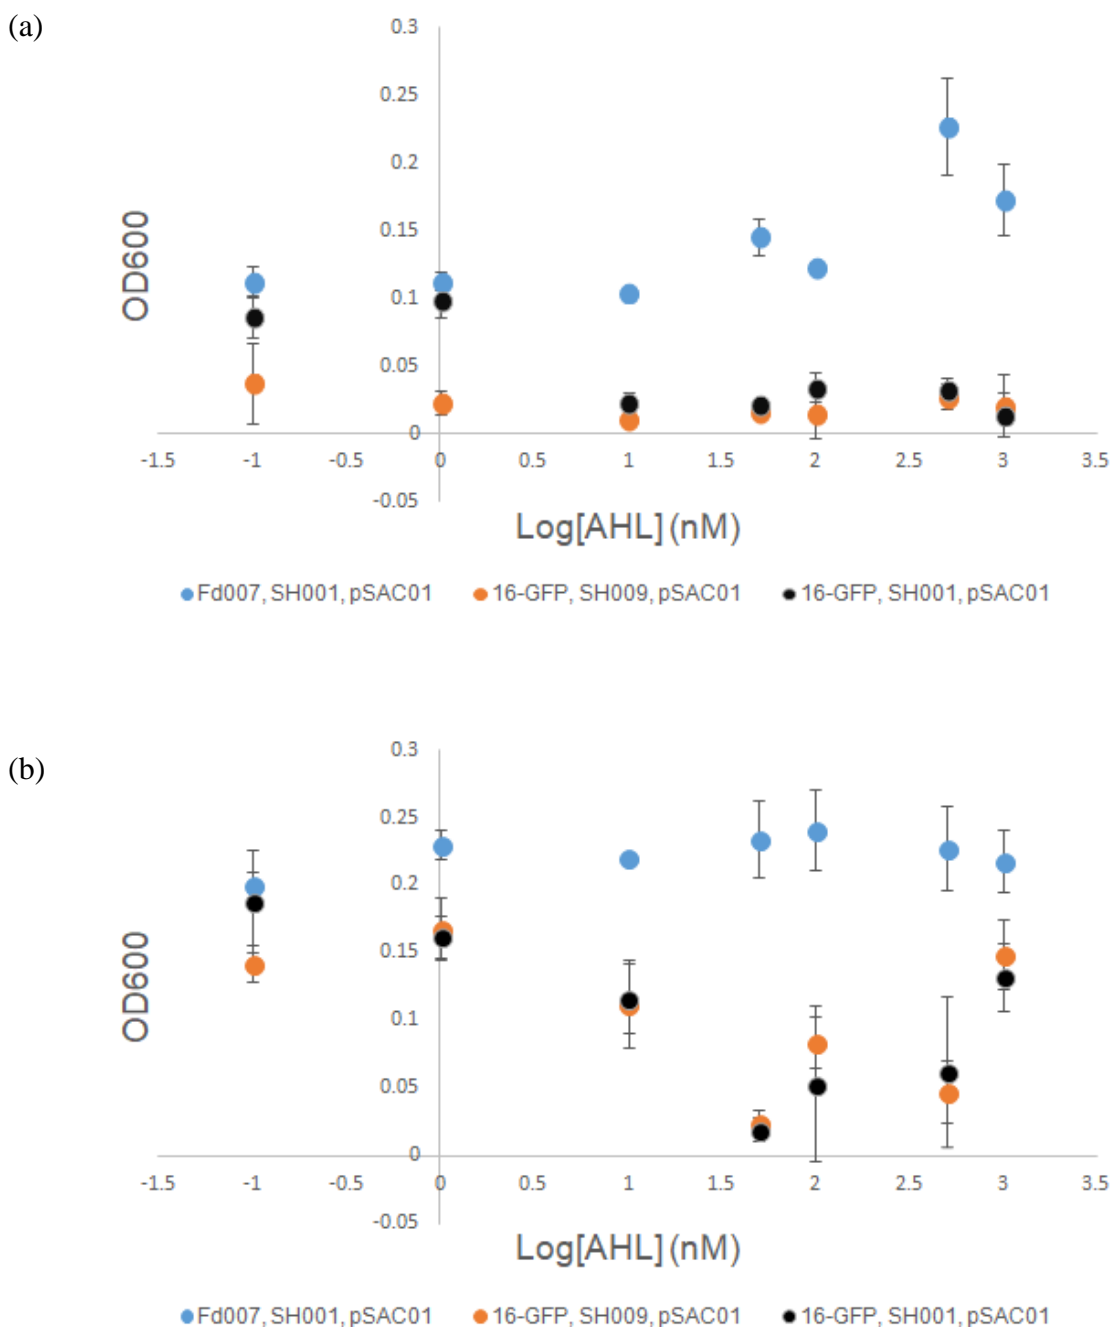 (a)
0.3
0.25
0.2
0.15
0.1
0.05
0
-0.05
OD600
-1.5 -1 -0.5 0 0.5 1 1.5 2 2.5 3 3.5
Log[AHL] (nM)
Fd007, SH001, pSAC01 16-GFP, SH009, pSAC01 16-GFP, SH001, pSAC01
(b)
0.3
0.25
0.2
0.15
0.1
0.05
0
-0.05
OD600
-1.5 -1 -0.5 0 0.5 1 1.5 2 2.5 3 3.5
Log[AHL] (nM)
Fd007, SH001, pSAC01 16-GFP, SH009, pSAC01 16-GFP, SH001, pSAC01